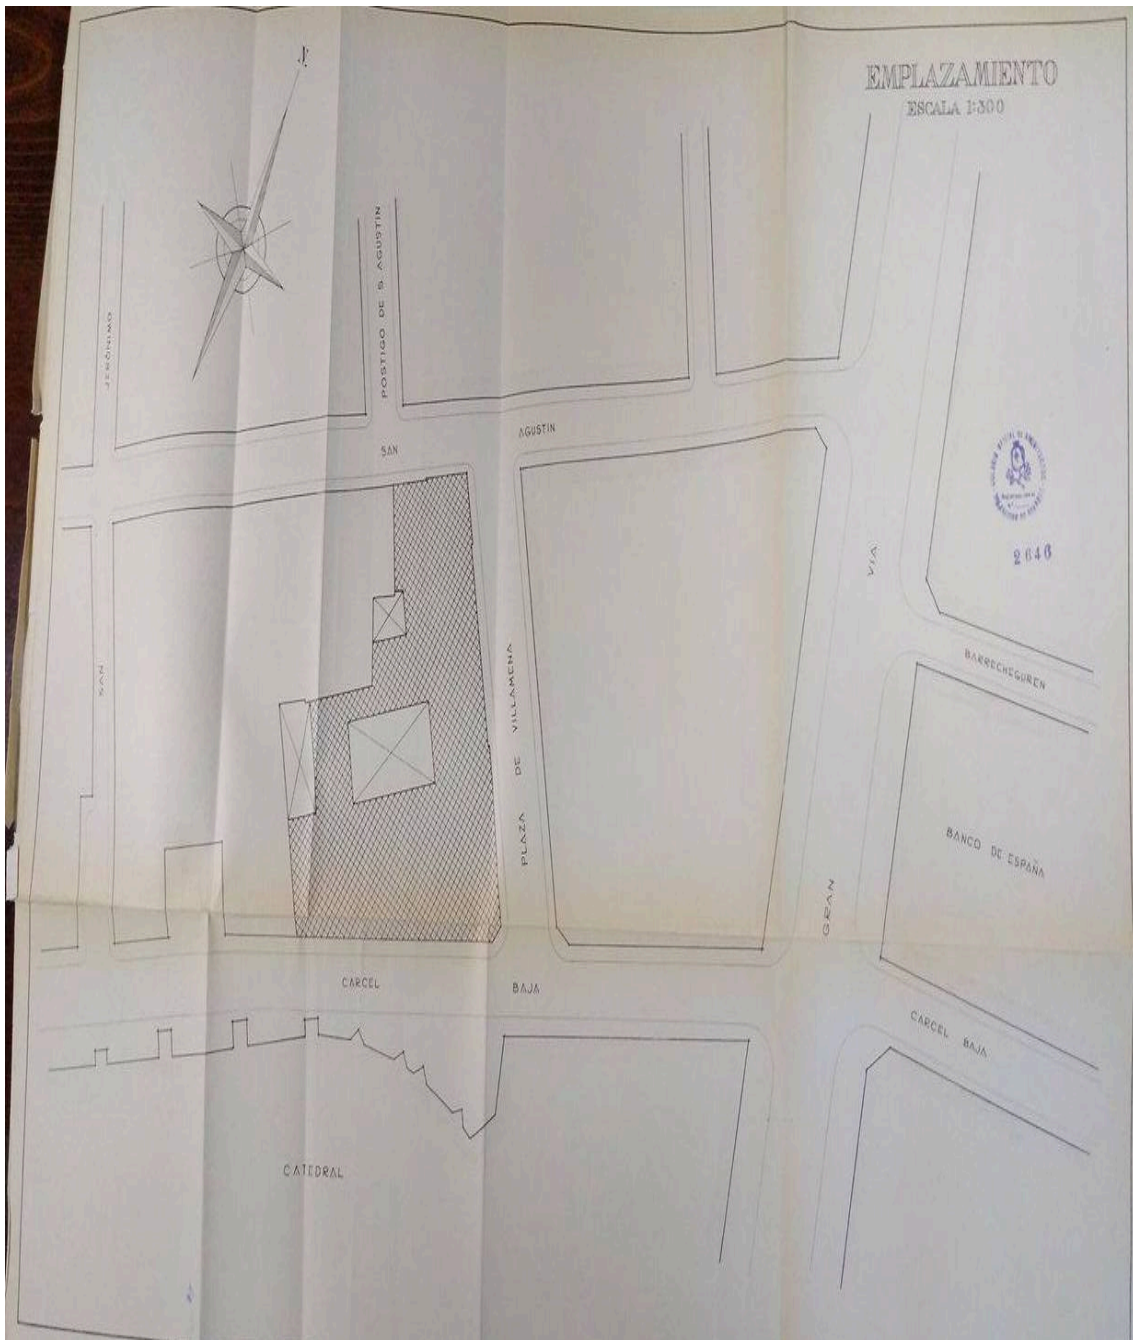 N.
EMPLAZAMIENTO
ESCALA 1:300
POSTIGO DE S. AGUSTIN
JERÓNIMO
SAN
AGUSTIN
SAN
2646
VIA
GRAN
BARRECHEGUREN
PLAZA DE VILLAMENA
BANCO DE ESPAÑA
CARCEL
BAJA
CARCEL BAJA
CATEDRAL